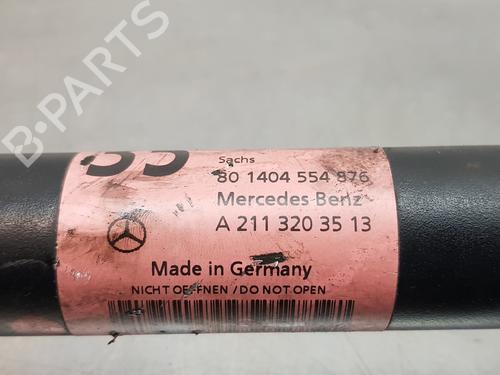 B-PARTS
55
Sachs
80 1404 554 876
Mercedes-Benz
A 211 320 35 13
Made in Germany
NICHT OEFFNEN / DO NOT OPEN